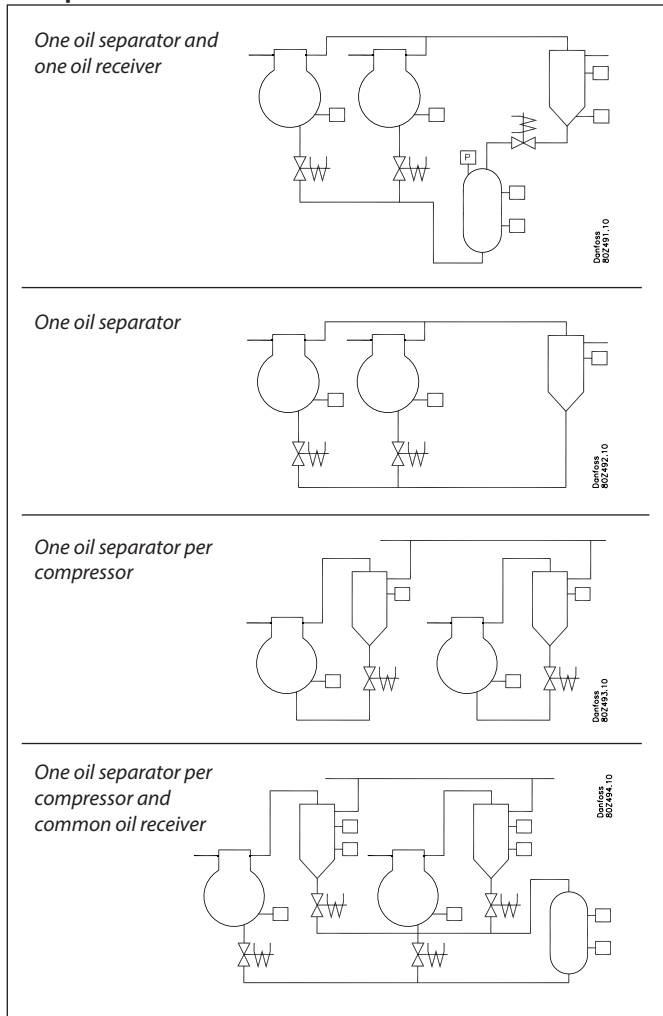 One oil separator and
one oil receiver
P
Danfoss
80Z491.10
One oil separator
Danfoss
80Z492.10
One oil separator per
compressor
Danfoss
80Z493.10
One oil separator per
compressor and
common oil receiver
Danfoss
80Z494.10